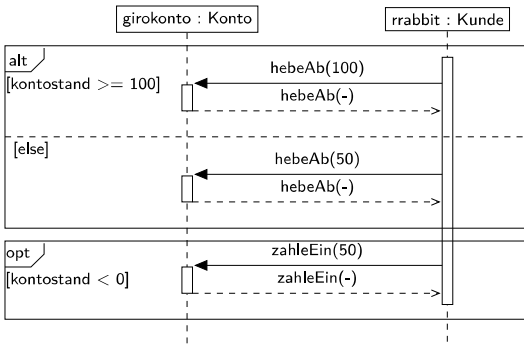 girokonto : Konto
rrabbit : Kunde
alt
[kontostand >= 100]
hebeAb(100)
hebeAb(-)
[else]
hebeAb(50)
hebeAb(-)
opt
[kontostand < 0]
zahleEin(50)
zahleEin(-)